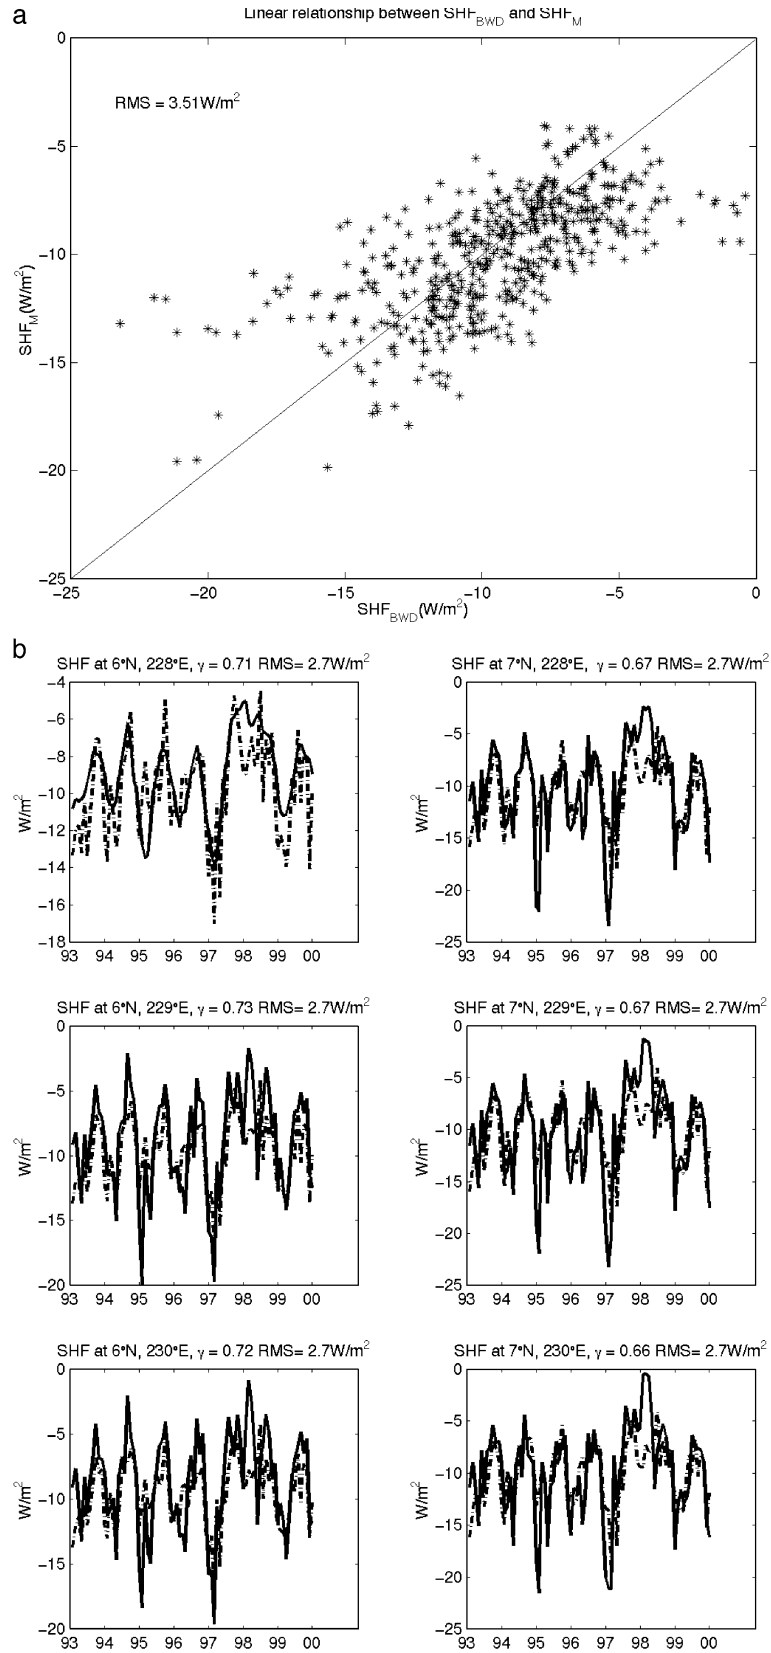 a
Linear relationship between SHF_BWD and SHF_M
RMS = 3.51W/m²
0
−5
−10
−15
−20
−25
SHF_M(W/m²)
−25 −20 −15 −10 −5 0
SHF_BWD(W/m²)
b
SHF at 6°N, 228°E, γ = 0.71 RMS= 2.7W/m²
−4
−6
−8
−10
−12
−14
−16
−18
W/m²
93 94 95 96 97 98 99 00
SHF at 7°N, 228°E, γ = 0.67 RMS= 2.7W/m²
0
−5
−10
−15
−20
−25
W/m²
93 94 95 96 97 98 99 00
SHF at 6°N, 229°E, γ = 0.73 RMS= 2.7W/m²
0
−5
−10
−15
−20
W/m²
93 94 95 96 97 98 99 00
SHF at 7°N, 229°E, γ = 0.67 RMS= 2.7W/m²
0
−5
−10
−15
−20
−25
W/m²
93 94 95 96 97 98 99 00
SHF at 6°N, 230°E, γ = 0.72 RMS= 2.7W/m²
0
−5
−10
−15
−20
W/m²
93 94 95 96 97 98 99 00
SHF at 7°N, 230°E, γ = 0.66 RMS= 2.7W/m²
0
−5
−10
−15
−20
−25
W/m²
93 94 95 96 97 98 99 00